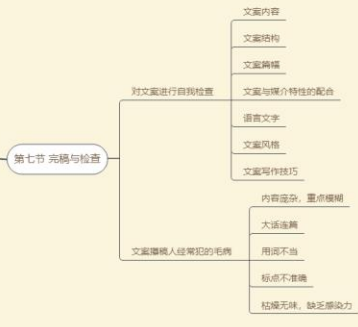 第七节 完稿与检查
对文案进行自我检查
文案内容
文案结构
文案篇幅
文案与媒介特性的配合
语言文字
文案风格
文案写作技巧
文案撰稿人经常犯的毛病
内容庞杂，重点模糊
大话连篇
用词不当
标点不准确
枯燥无味，缺乏感染力